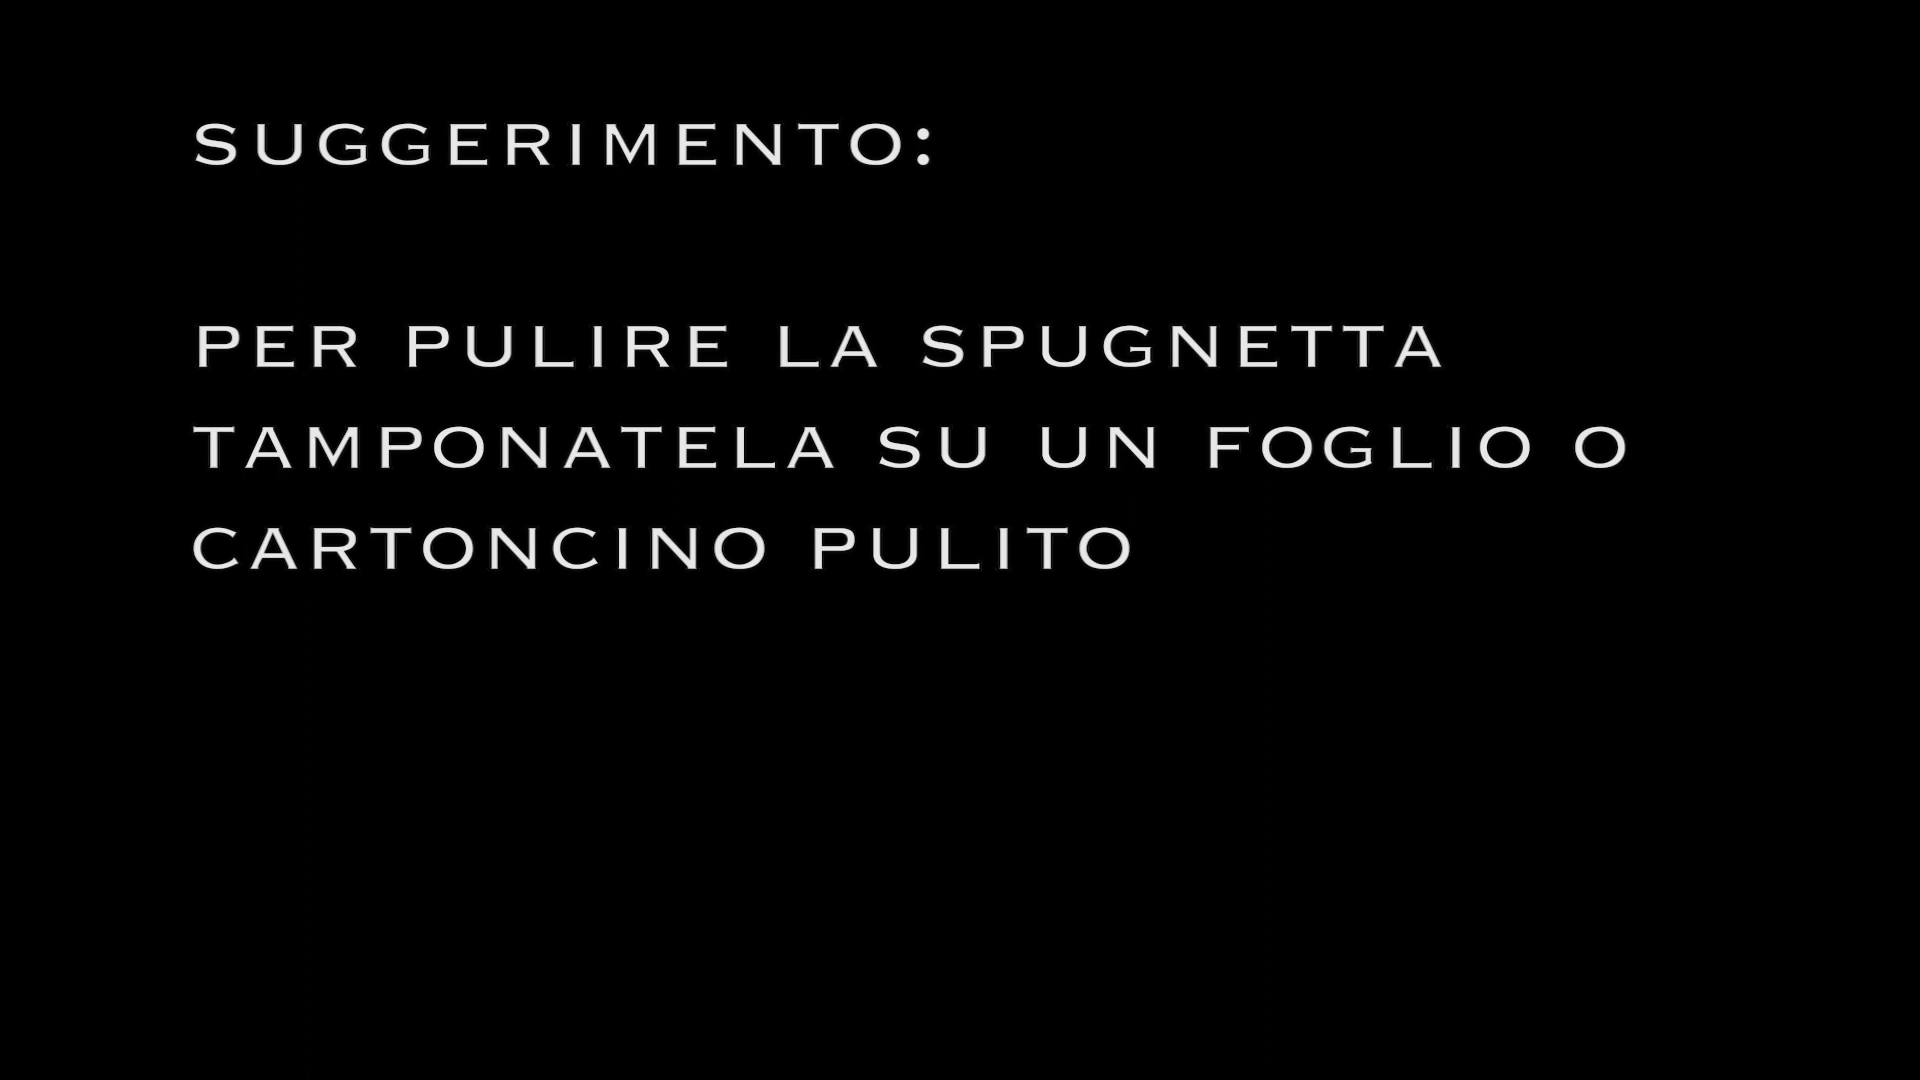 SUGGERIMENTO:
PER PULIRE LA SPUGNETTA
TAMPONATELA SU UN FOGLIO O
CARTONCINO PULITO